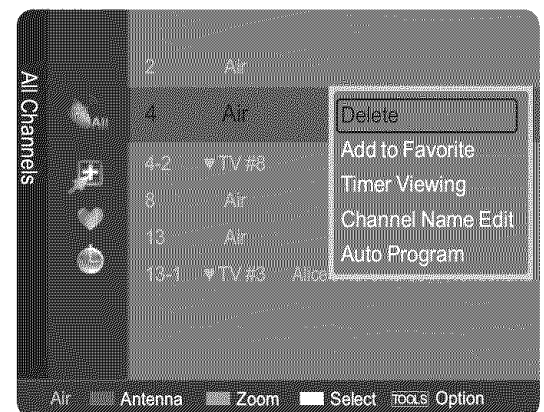 All Channels
All
2 Air
4 Air
4-2 ♥ TV #8
8 Air
13 Air
13-1 ♥ TV #3 Alice
Delete
Add to Favorite
Timer Viewing
Channel Name Edit
Auto Program
Air Antenna Zoom Select TOOLS Option